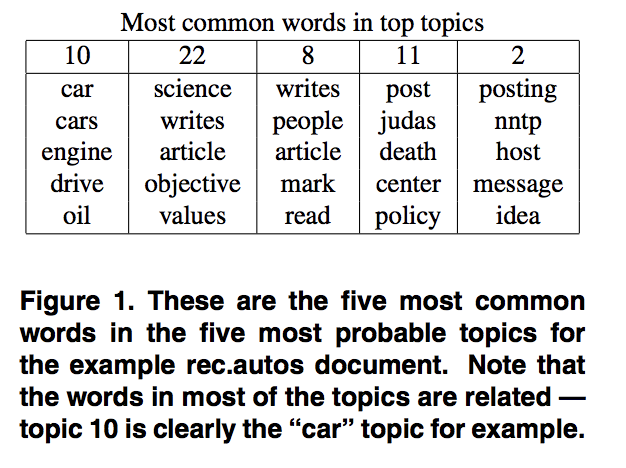 Most common words in top topics
10 22 8 11 2
car science writes post posting
cars writes people judas nntp
engine article article death host
drive objective mark center message
oil values read policy idea
Figure 1. These are the five most common
words in the five most probable topics for
the example rec.autos document. Note that
the words in most of the topics are related —
topic 10 is clearly the “car” topic for example.